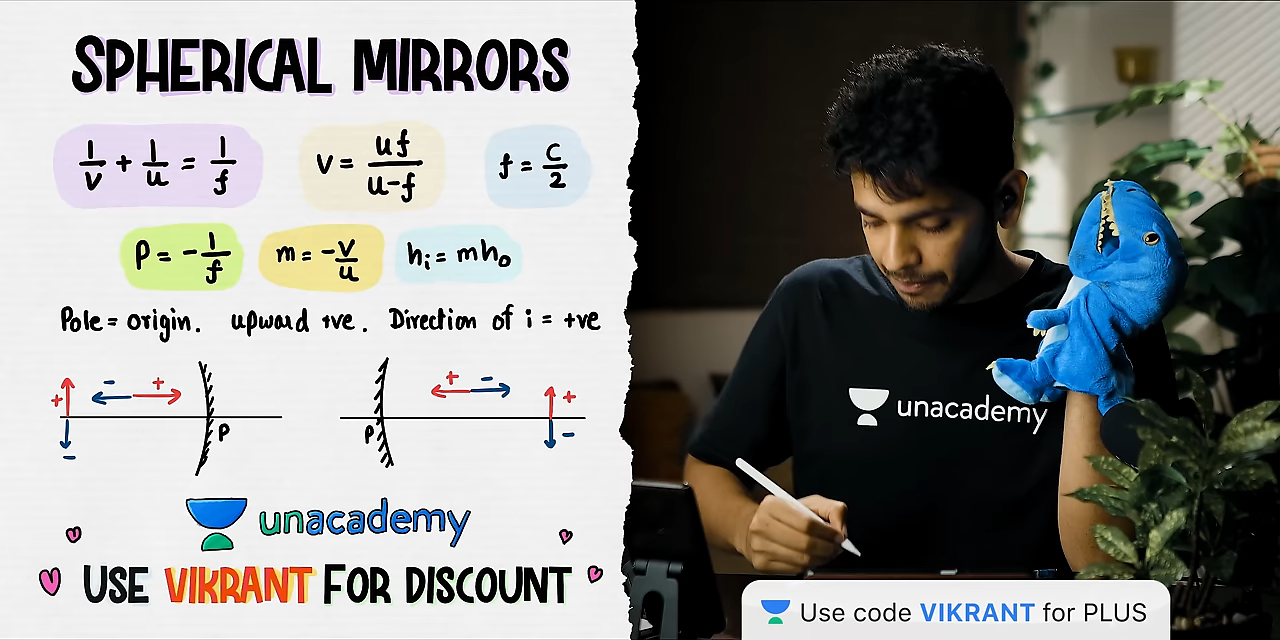 SPHERICAL MIRRORS
1/v + 1/u = 1/f
v = uf/u-f
f = C/2
P = -1/f
m = -v/u
hᵢ = mh₀
Pole = origin. upward +ve. Direction of i = +ve
+ - - + P
P + - + -
unacademy
USE VIKRANT FOR DISCOUNT
unacademy
Use code VIKRANT for PLUS